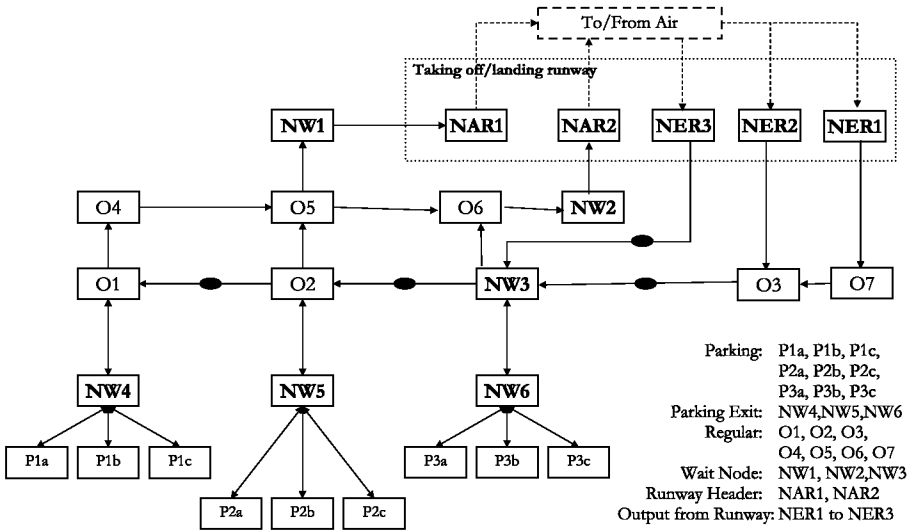 To/From Air
Taking off/landing runway
NW1
NAR1
NAR2
NER3
NER2
NER1
O4
O5
O6
NW2
O1
O2
NW3
O3
O7
NW4
NW5
NW6
P1a
P1b
P1c
P2a
P2b
P2c
P3a
P3b
P3c
Parking: P1a, P1b, P1c,
P2a, P2b, P2c,
P3a, P3b, P3c
Parking Exit: NW4,NW5,NW6
Regular: O1, O2, O3,
O4, O5, O6, O7
Wait Node: NW1, NW2,NW3
Runway Header: NAR1, NAR2
Output from Runway: NER1 to NER3